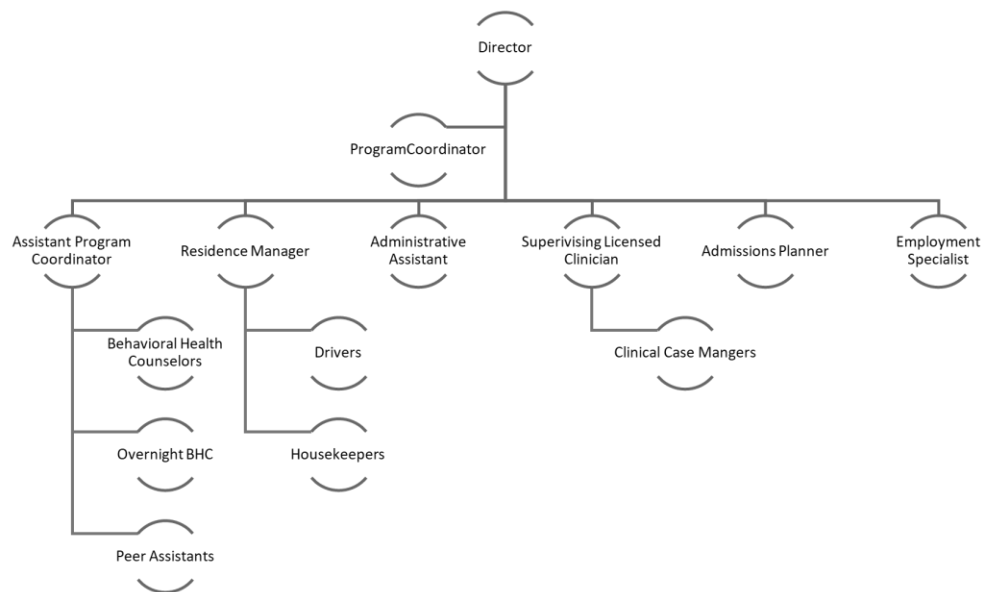 Director
ProgramCoordinator
Assistant Program
Coordinator
Residence Manager
Administrative
Assistant
Superivising Licensed
Clinician
Admissions Planner
Employment
Specialist
Behavioral Health
Counselors
Drivers
Clinical Case Mangers
Overnight BHC
Housekeepers
Peer Assistants